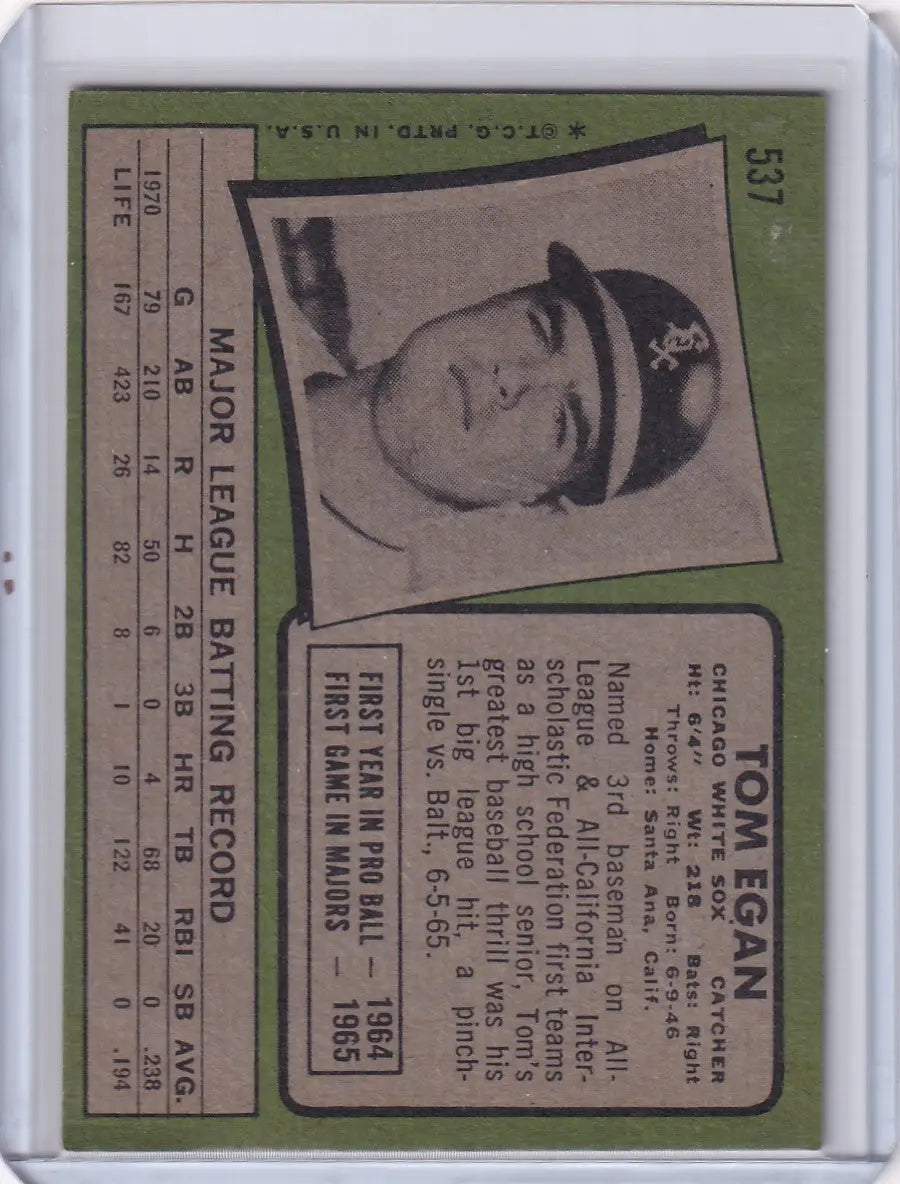 537
*©T.C.G. PRTD. IN U.S.A.
TOM EGAN
CHICAGO WHITE SOX CATCHER
Ht: 6'4" Wt: 218 Bats: Right
Throws: Right Born: 6-9-46
Home: Santa Ana, Calif.
Named 3rd baseman on All-
League & All-California Inter-
scholastic Federation first teams
as a high school senior, Tom's
greatest baseball thrill was his
1st big league hit, a pinch-
single vs. Balt., 6-5-65.
FIRST YEAR IN PRO BALL — 1964
FIRST GAME IN MAJORS — 1965
MAJOR LEAGUE BATTING RECORD
G AB R H 2B 3B HR TB RBI SB AVG.
1970 79 210 14 50 6 0 4 68 20 0 .238
LIFE 167 423 26 82 8 1 10 122 41 0 .194